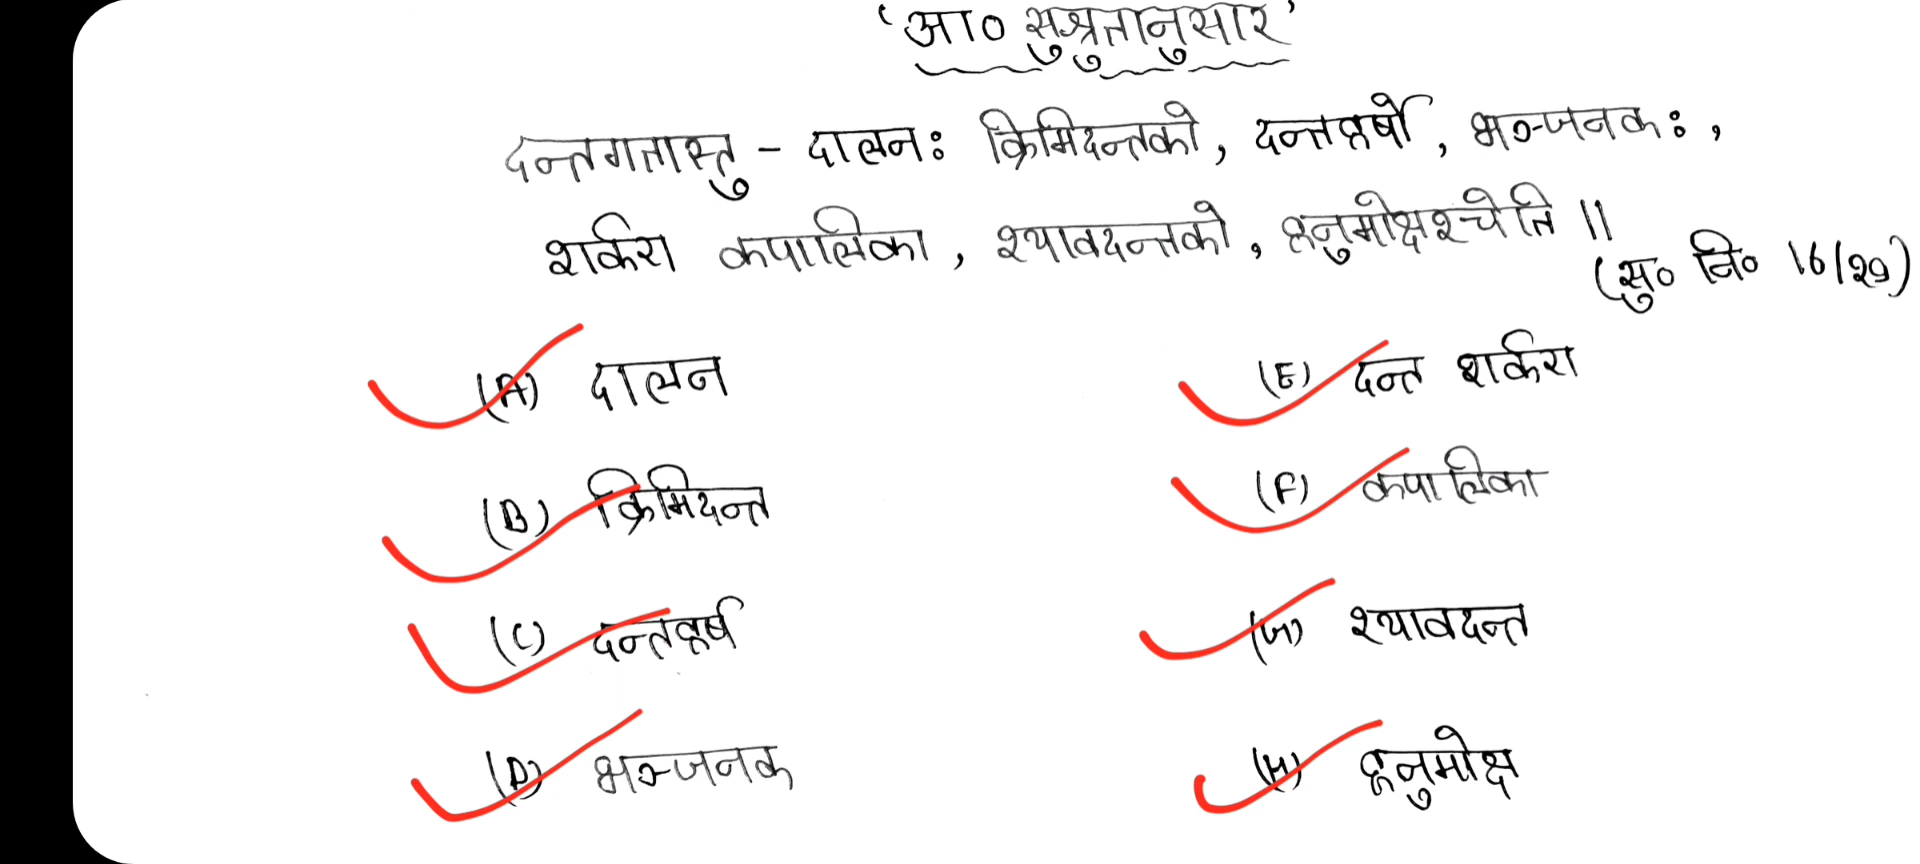 'आ० सुश्रुतानुसार'
दन्तगतास्तु - दालनः क्रिमिदन्तको, दन्तहर्षो, भञ्जनकः,
शर्करा कपालिका, श्यावदन्तको, हनुमोक्षश्चेति ॥
(सु० नि० 16/29)
(A) दालन
(E) दन्त शर्करा
(B) क्रिमिदन्त
(F) कपालिका
(C) दन्तहर्ष
(G) श्यावदन्त
(D) भञ्जनक
(H) हनुमोक्ष